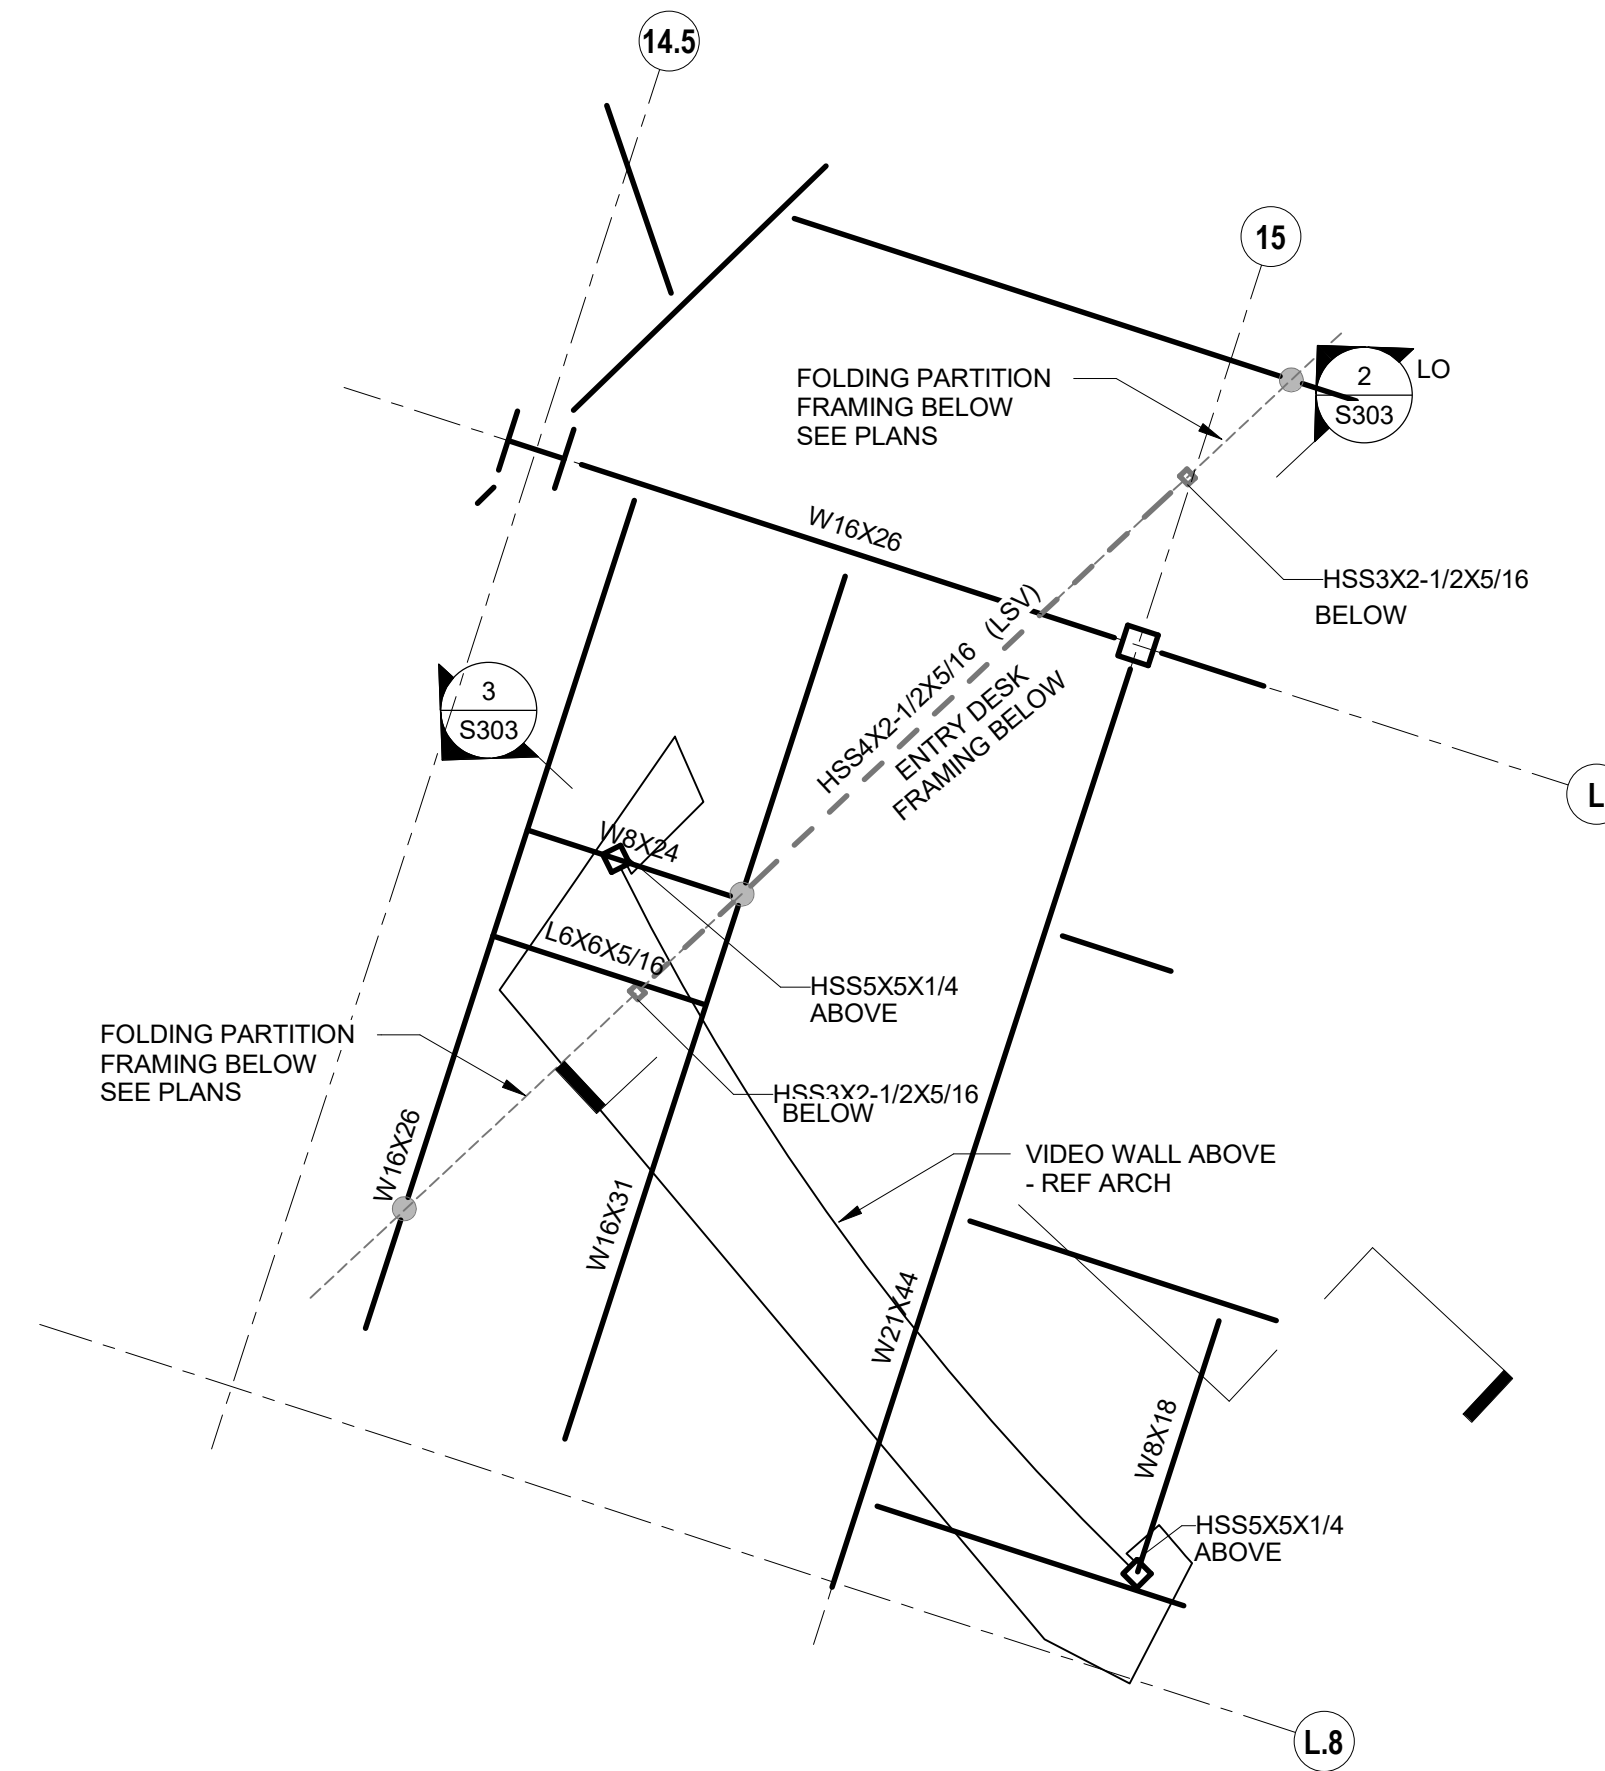 14.5
15
FOLDING PARTITION
FRAMING BELOW
SEE PLANS
2
S303
LO
W16X26
HSS3X2-1/2X5/16
BELOW
HSS4X2-1/2X5/16 (LSV)
ENTRY DESK
FRAMING BELOW
3
S303
L
W8X24
L6X6X5/16
HSS5X5X1/4
ABOVE
FOLDING PARTITION
FRAMING BELOW
SEE PLANS
HSS3X2-1/2X5/16
BELOW
W16X26
W16X31
VIDEO WALL ABOVE
- REF ARCH
W21X44
W8X18
HSS5X5X1/4
ABOVE
L.8